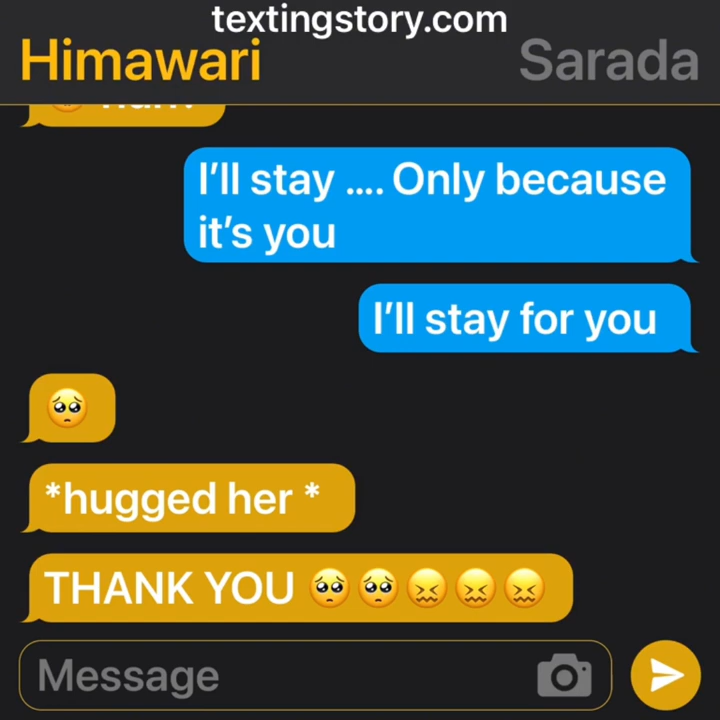 textingstory.com
Himawari
Sarada
I’ll stay .... Only because
it’s you
I’ll stay for you
🥺
*hugged her *
THANK YOU 🥺🥺😖😖😖
Message